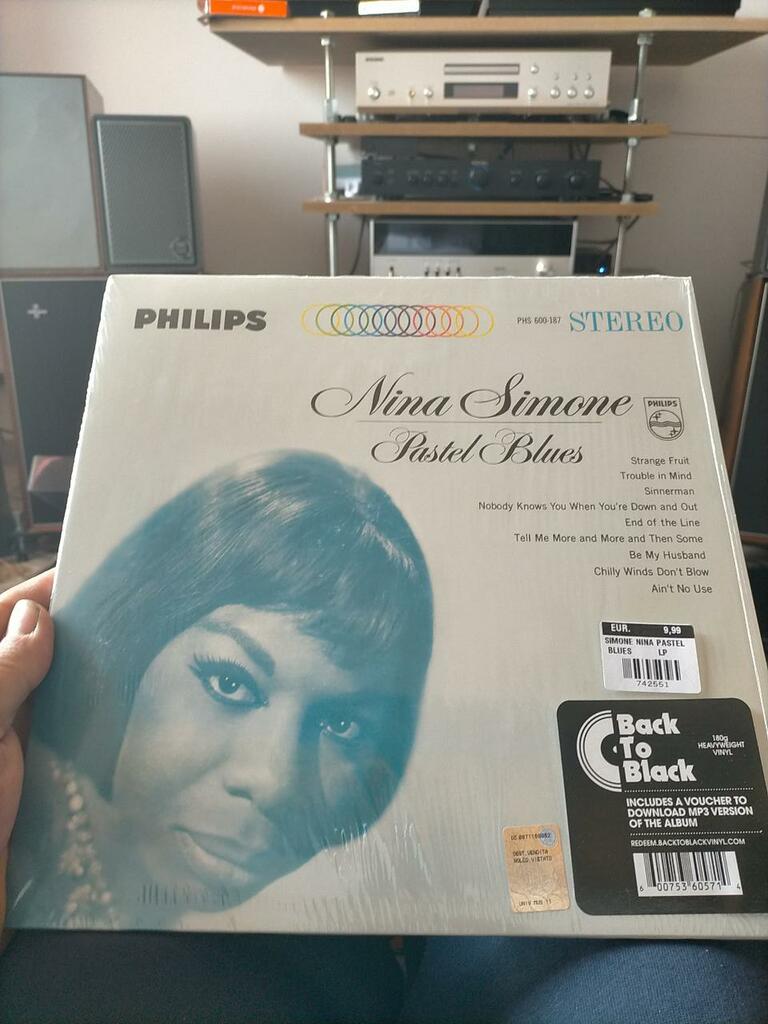 PHILIPS
PHS 600-187 STEREO
Nina Simone
Pastel Blues
PHILIPS
Strange Fruit
Trouble in Mind
Sinnerman
Nobody Knows You When You're Down and Out
End of the Line
Tell Me More and More and Then Some
Be My Husband
Chilly Winds Don't Blow
Ain't No Use
EUR. 9,99
SIMONE NINA PASTEL
BLUES LP
742551
Back
To
Black
180g
HEAVYWEIGHT
VINYL
INCLUDES A VOUCHER TO
DOWNLOAD MP3 VERSION
OF THE ALBUM
REDEEM.BACKTOBLACKVINYL.COM
6 00753 60571 4